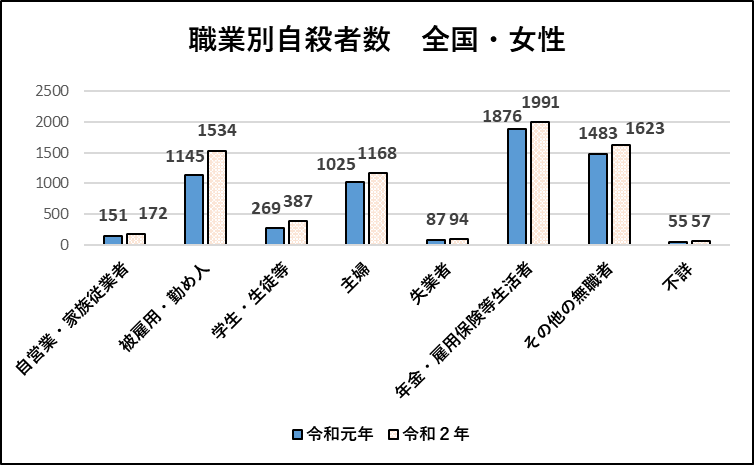 職業別自殺者数　全国・女性
2500
2000
1500
1000
500
0
151 172
1145 1534
269 387
1025 1168
87 94
1876 1991
1483 1623
55 57
自営業・家族従業者
被雇用・勤め人
学生・生徒等
主婦
失業者
年金・雇用保険等生活者
その他の無職者
不詳
令和元年 令和２年